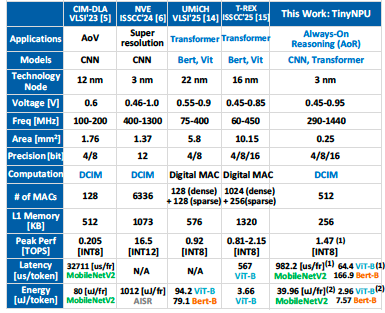 CIM-DLA VLSI'23 [5] | NVE ISSCC'24 [6] | UMiCH VLSI'25 [14] | T-REX ISSCC'25 [15] | This Work: TinyNPU
Applications | AoV | Super resolution | Transformer | Transformer | Always-On Reasoning (AoR)
Models | CNN | CNN | Bert, Vit | Bert, Vit | CNN, Transformer
Technology Node | 12 nm | 3 nm | 22 nm | 16 nm | 3 nm
Voltage [V] | 0.6 | 0.46-1.0 | 0.55-0.9 | 0.45-0.85 | 0.45-0.95
Freq [MHz] | 100-200 | 400-1300 | 75-400 | 60-450 | 290-1440
Area [mm²] | 1.76 | 1.37 | 5.8 | 10.15 | 0.25
Precision [bit] | 4/8 | 12 | 4/8 | 4/8/16 | 4/8/16
Computation | DCIM | DCIM | Digital MAC | Digital MAC | DCIM
# of MACs | 128 | 6336 | 128 (dense) + 128 (sparse) | 1024 (dense) + 256(sparse) | 512
L1 Memory [KB] | 512 | 1073 | 576 | 1320 | 256
Peak Perf [TOPS] | 0.205 [INT8] | 16.5 [INT12] | 0.92 [INT8] | 0.81-2.15 [INT8] | 1.47 (1) [INT8]
Latency [us/token] | 32711 [us/fr] MobileNetV2 | N/A | N/A | 567 ViT-B | 982.2 [us/fr](1) MobileNetV2 | 64.4 ViT-B(1) 166.9 Bert-B
Energy [uJ/token] | 80 [uJ/fr] MobileNetV2 | 1012 [uJ/fr] AISR | 94.2 ViT-B 79.1 Bert-B | 3.66 ViT-B | 39.96 [uJ/fr](2) MobileNetV2 | 2.96 ViT-B(2) 7.57 Bert-B